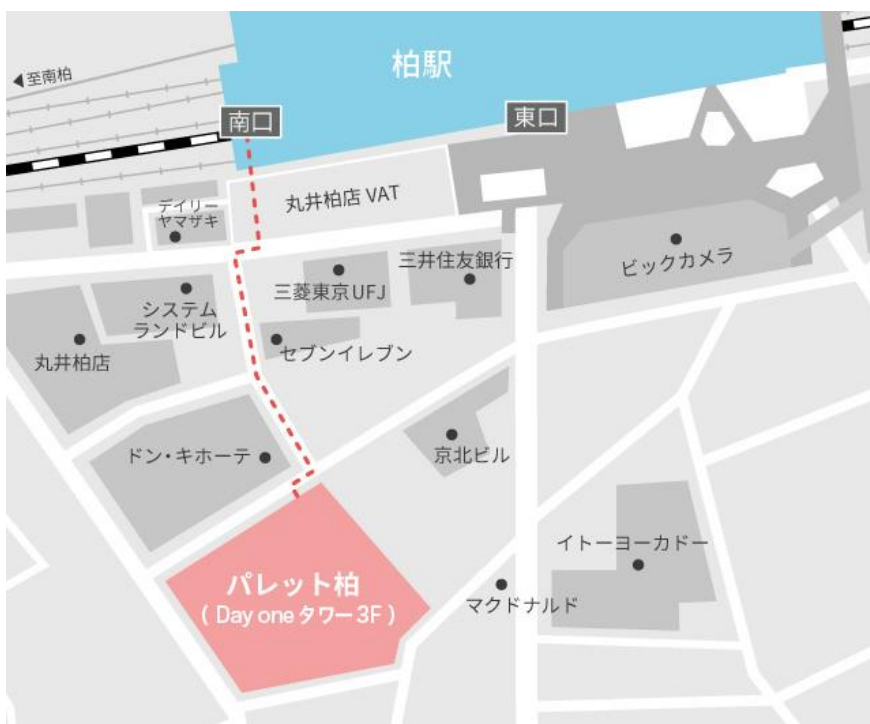 柏駅
◀至南柏
南口
東口
丸井柏店 VAT
デイリー
ヤマザキ
三井住友銀行
ビックカメラ
三菱東京UFJ
システム
ランドビル
セブンイレブン
丸井柏店
ドン・キホーテ
京北ビル
イトーヨーカドー
パレット柏
( Day one タワー 3F )
マクドナルド